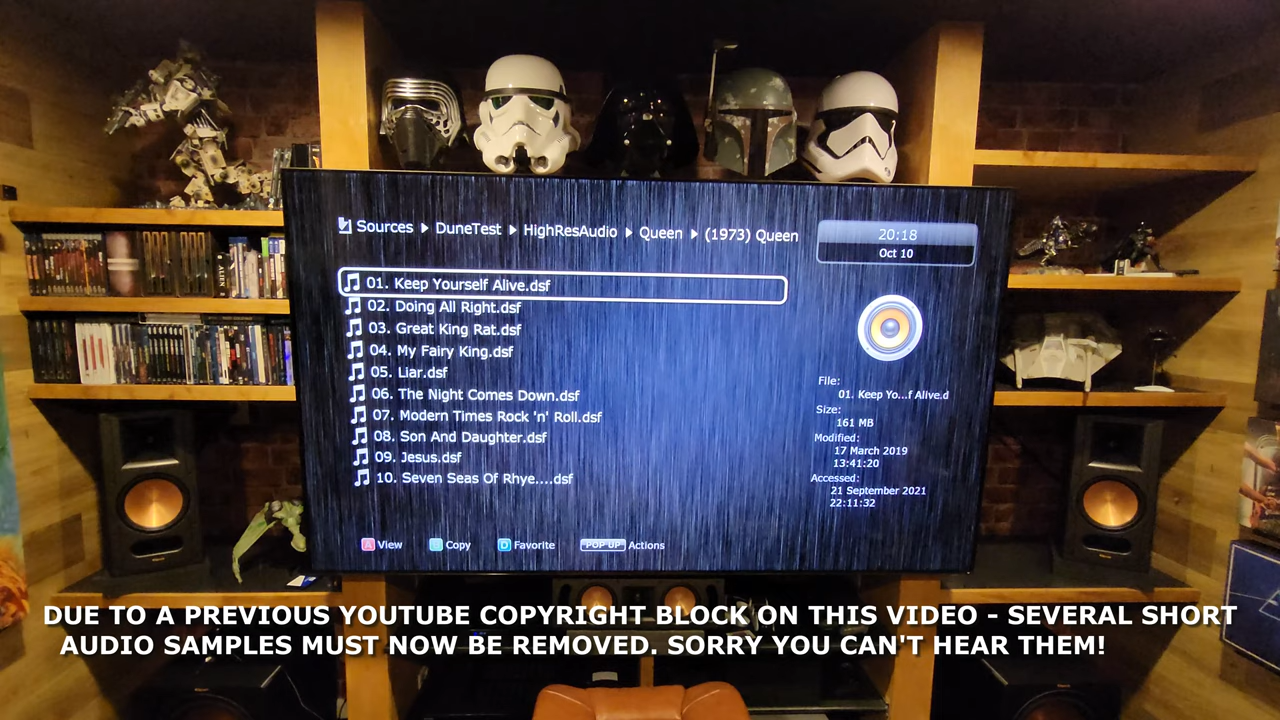 Sources DuneTest HighResAudio Queen (1973) Queen
20:18
Oct 10
01. Keep Yourself Alive.dsf
02. Doing All Right.dsf
03. Great King Rat.dsf
04. My Fairy King.dsf
05. Liar.dsf
06. The Night Comes Down.dsf
07. Modern Times Rock 'n' Roll.dsf
08. Son And Daughter.dsf
09. Jesus.dsf
10. Seven Seas Of Rhye....dsf
File:
01. Keep Yo...f Alive.d
Size:
161 MB
Modified:
17 March 2019
13:41:20
Accessed:
21 September 2021
22:11:32
A View Copy D Favorite POP UP Actions
DUE TO A PREVIOUS YOUTUBE COPYRIGHT BLOCK ON THIS VIDEO - SEVERAL SHORT
AUDIO SAMPLES MUST NOW BE REMOVED. SORRY YOU CAN'T HEAR THEM!